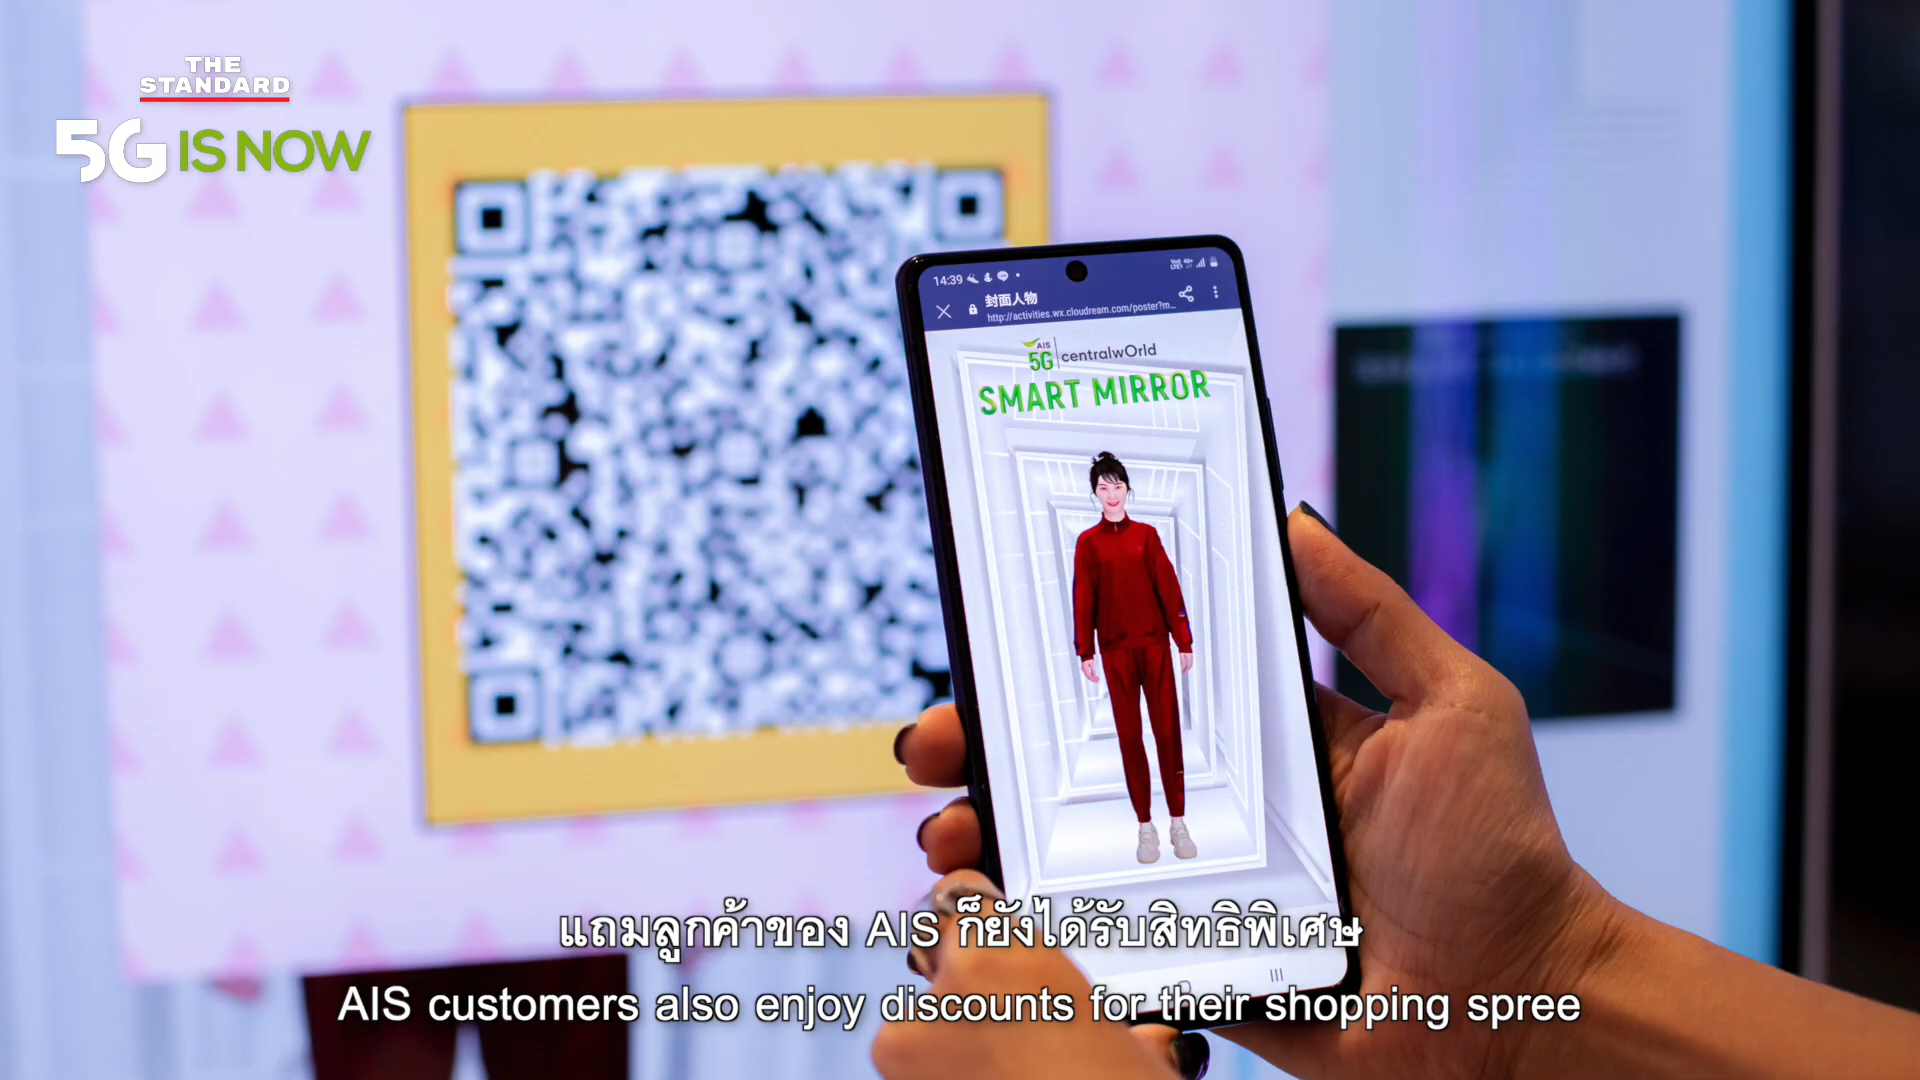 THE
STANDARD
5G IS NOW
14:39
封面人物
http://activities.wx.cloudream.com/poster?m...
AIS
5G
centralwOrld
SMART MIRROR
แถมลูกค้าของ AIS ก็ยังได้รับสิทธิพิเศษ
AIS customers also enjoy discounts for their shopping spree